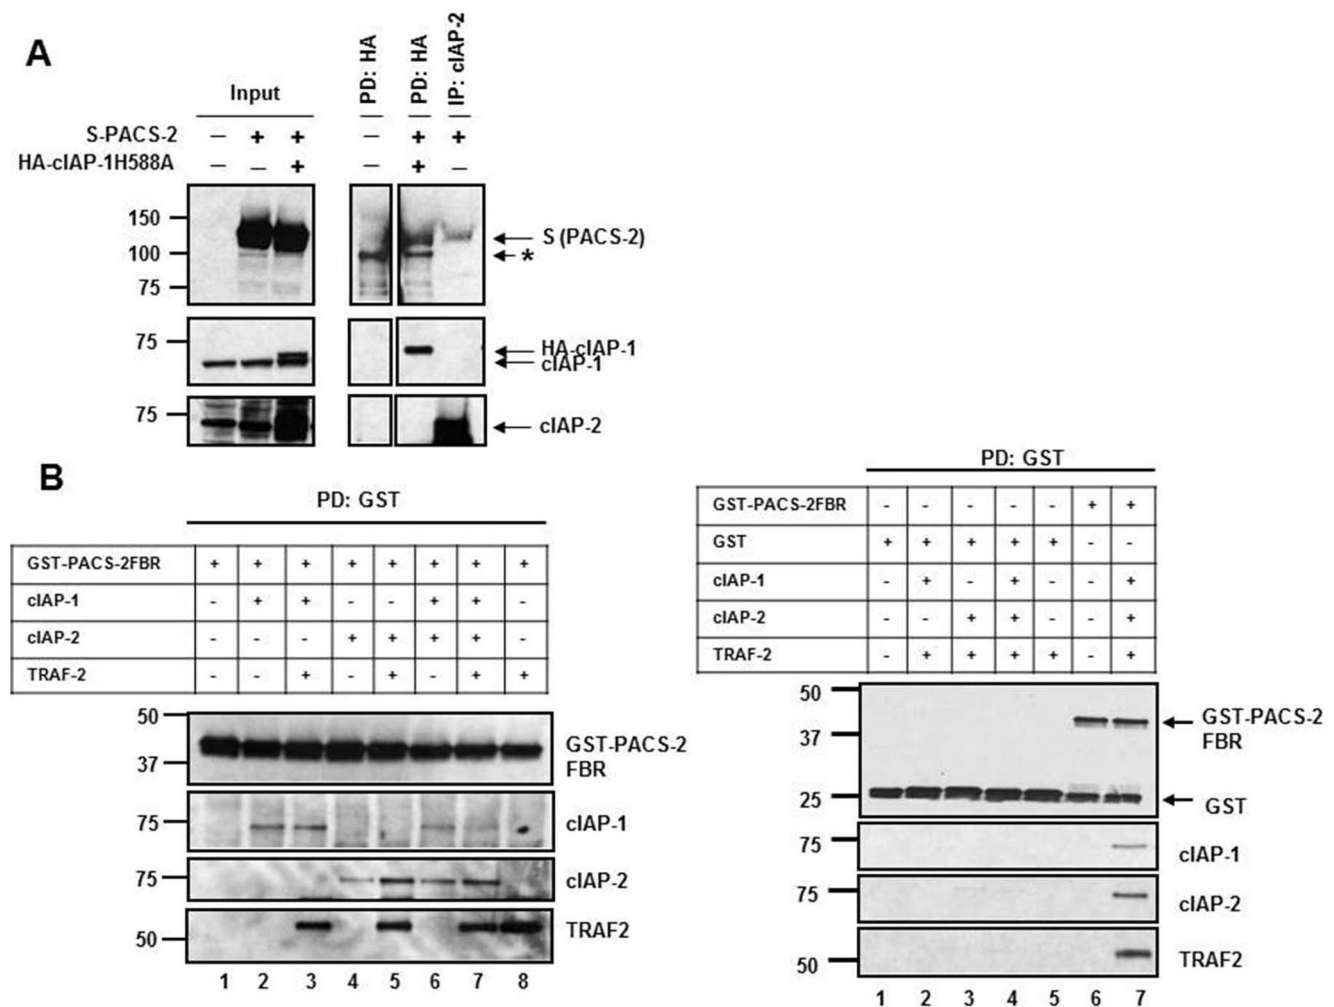 A
Input
PD: HA
PD: HA
IP: cIAP-2
S-PACS-2 – + + – + +
HA-cIAP-1H588A – – + – + –
150
100
75
S (PACS-2)
*
75
HA-cIAP-1
cIAP-1
75
cIAP-2
B
PD: GST
GST-PACS-2FBR + + + + + + + +
cIAP-1 - + + - - + + -
cIAP-2 - - - + + + + -
TRAF-2 - - + - + - + +
50
37
GST-PACS-2
FBR
75
cIAP-1
75
cIAP-2
50
TRAF2
1 2 3 4 5 6 7 8
PD: GST
GST-PACS-2FBR - - - - - + +
GST + + + + + - -
cIAP-1 - + - + - - +
cIAP-2 - - + + - - +
TRAF-2 - + + + + - +
50
37
25
GST-PACS-2
FBR
GST
75
cIAP-1
75
cIAP-2
50
TRAF2
1 2 3 4 5 6 7